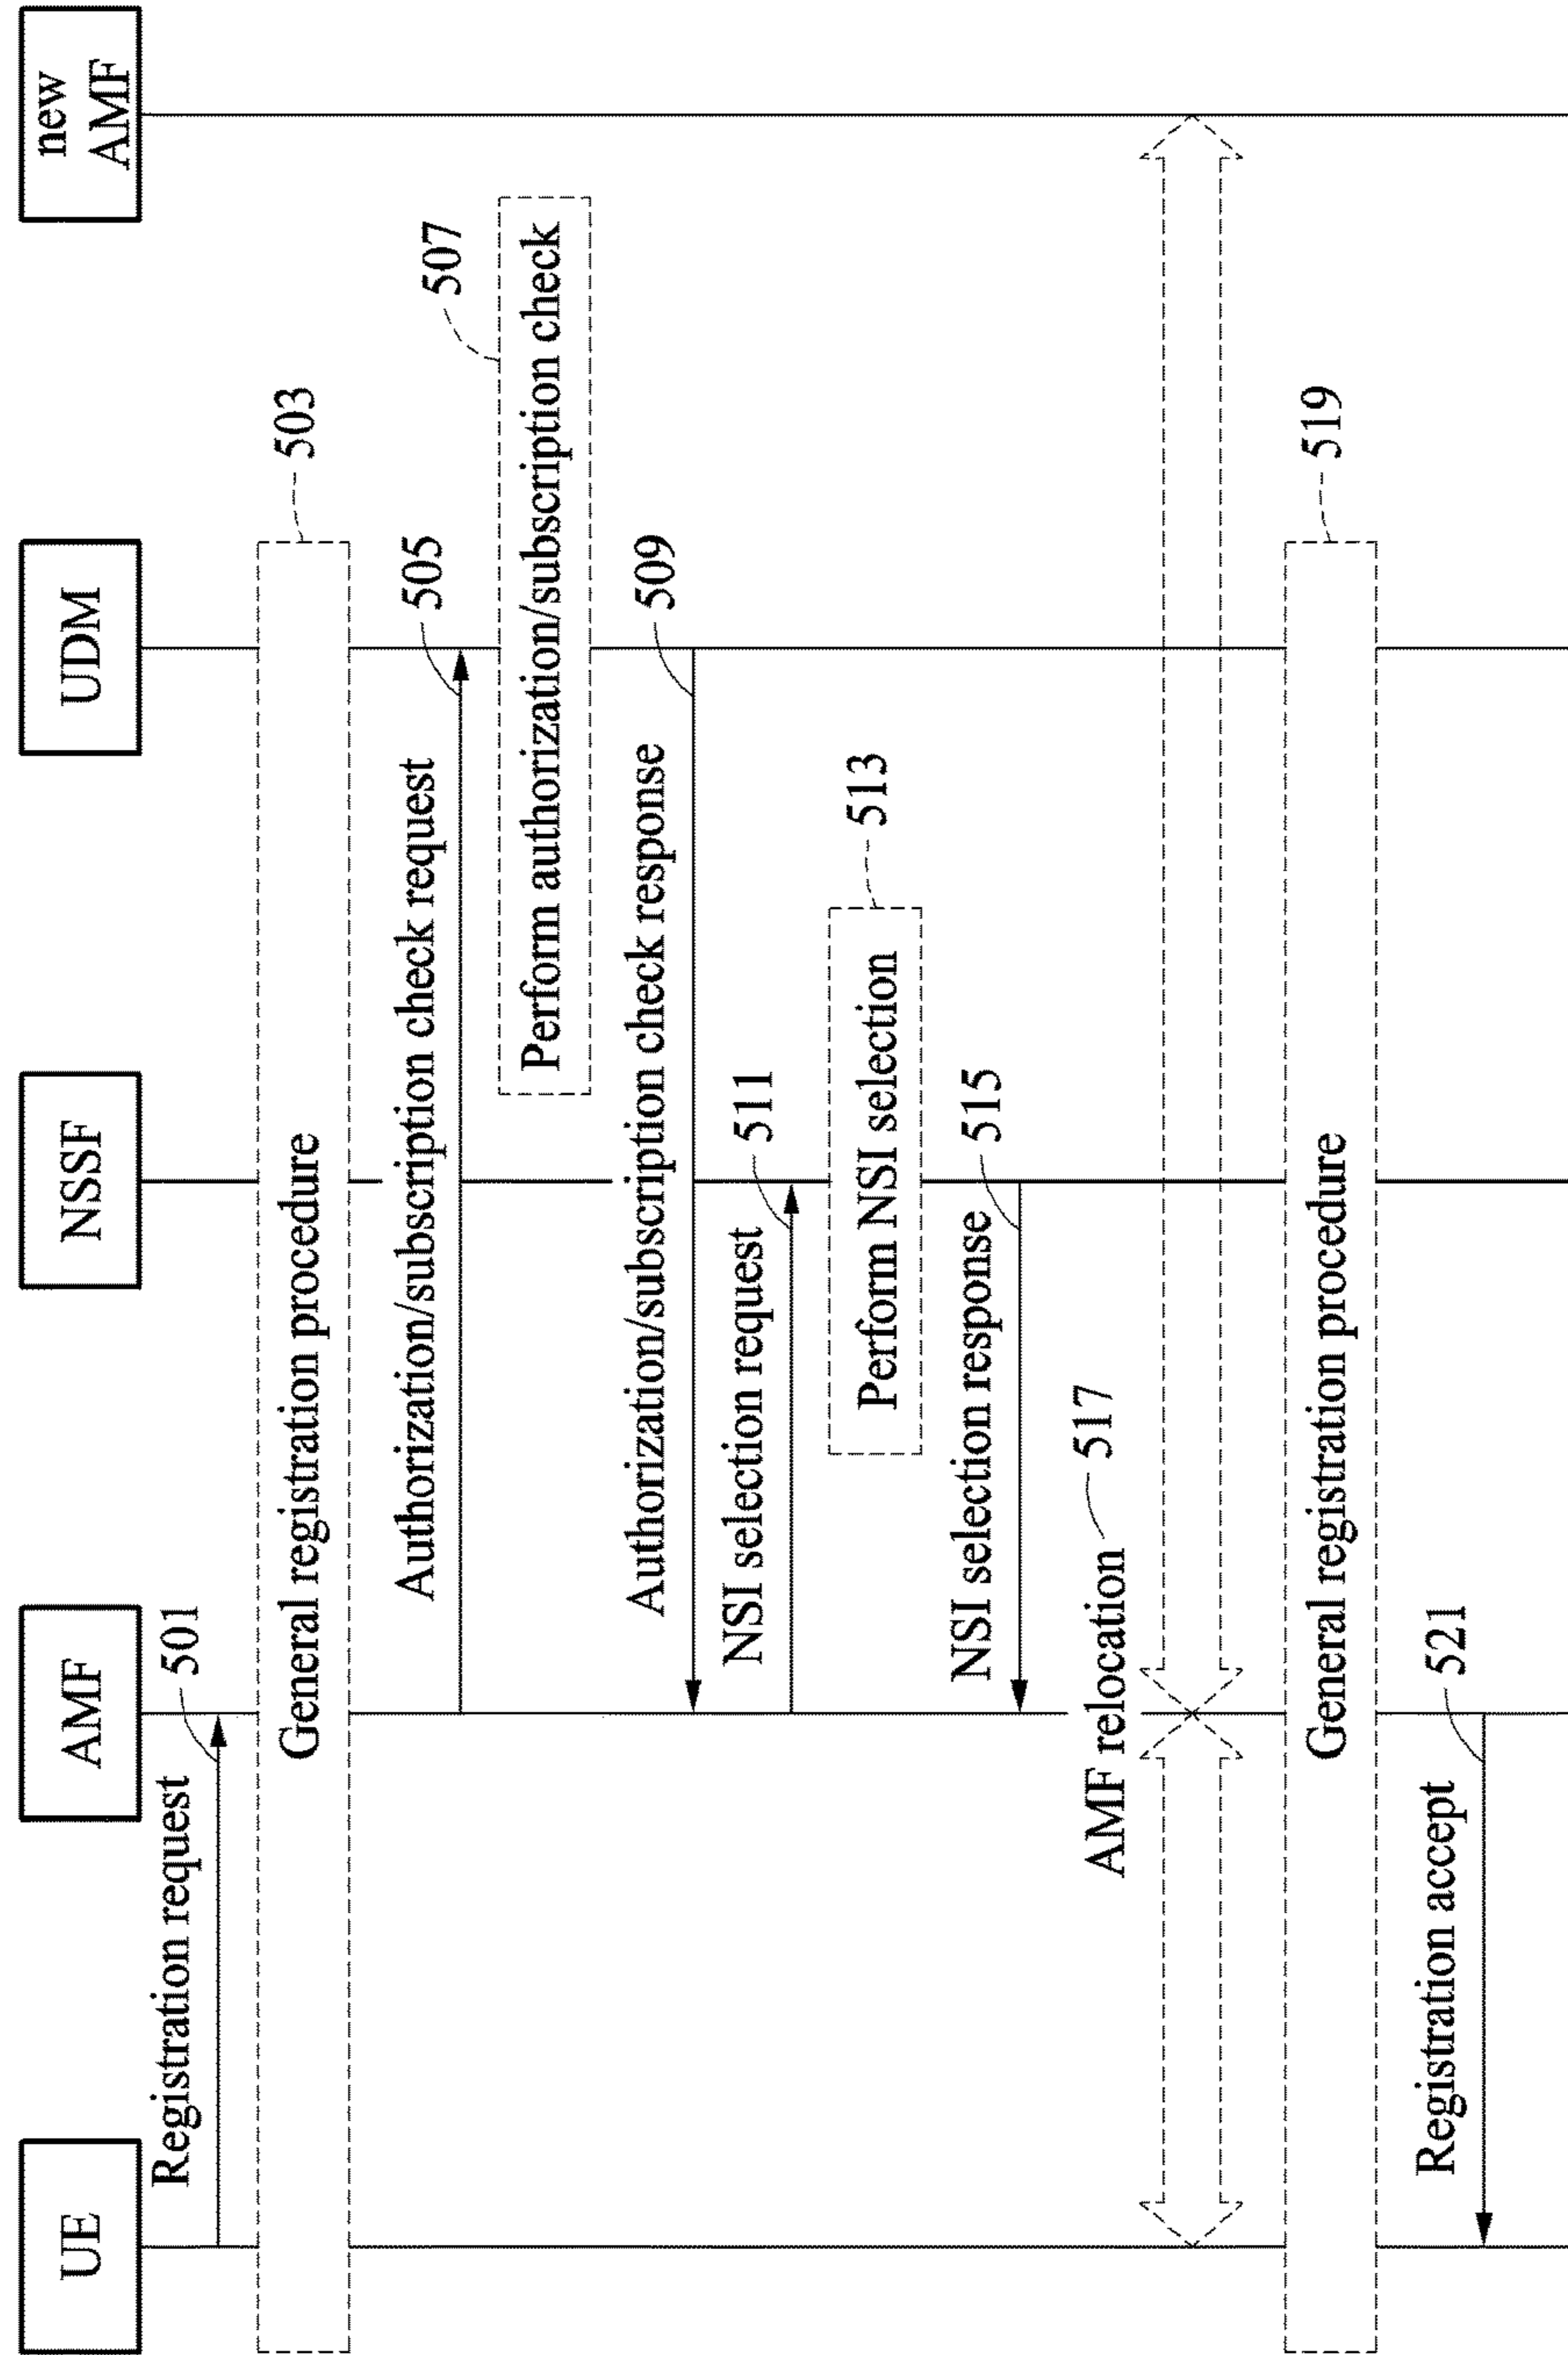 UE
AMF
NSSF
UDM
new
AMF
Registration request
501
General registration procedure
503
Authorization/subscription check request
505
Perform authorization/subscription check
507
Authorization/subscription check response
509
NSI selection request
511
Perform NSI selection
513
NSI selection response
515
AMF relocation
517
General registration procedure
519
Registration accept
521